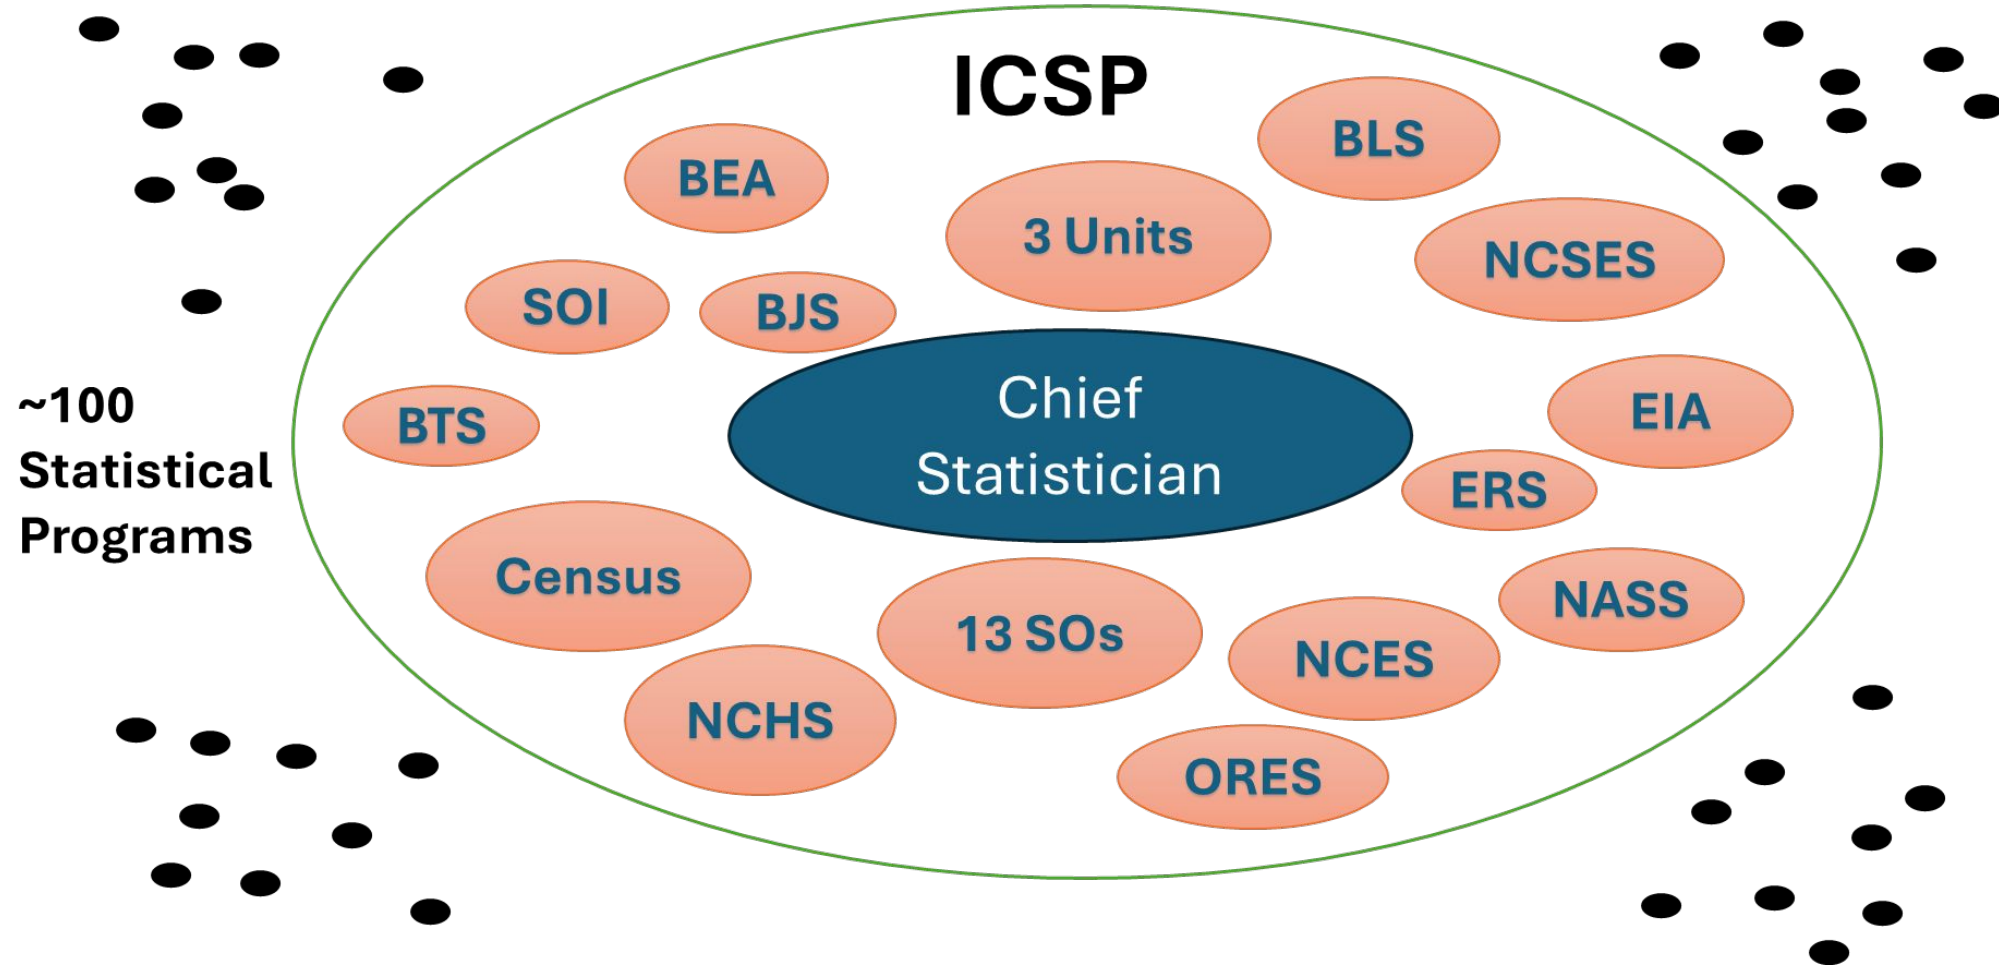 ICSP
BLS
BEA
3 Units
NCSES
SOI
BJS
Chief
Statistician
EIA
~100
Statistical
Programs
BTS
ERS
Census
NASS
13 SOs
NCES
NCHS
ORES